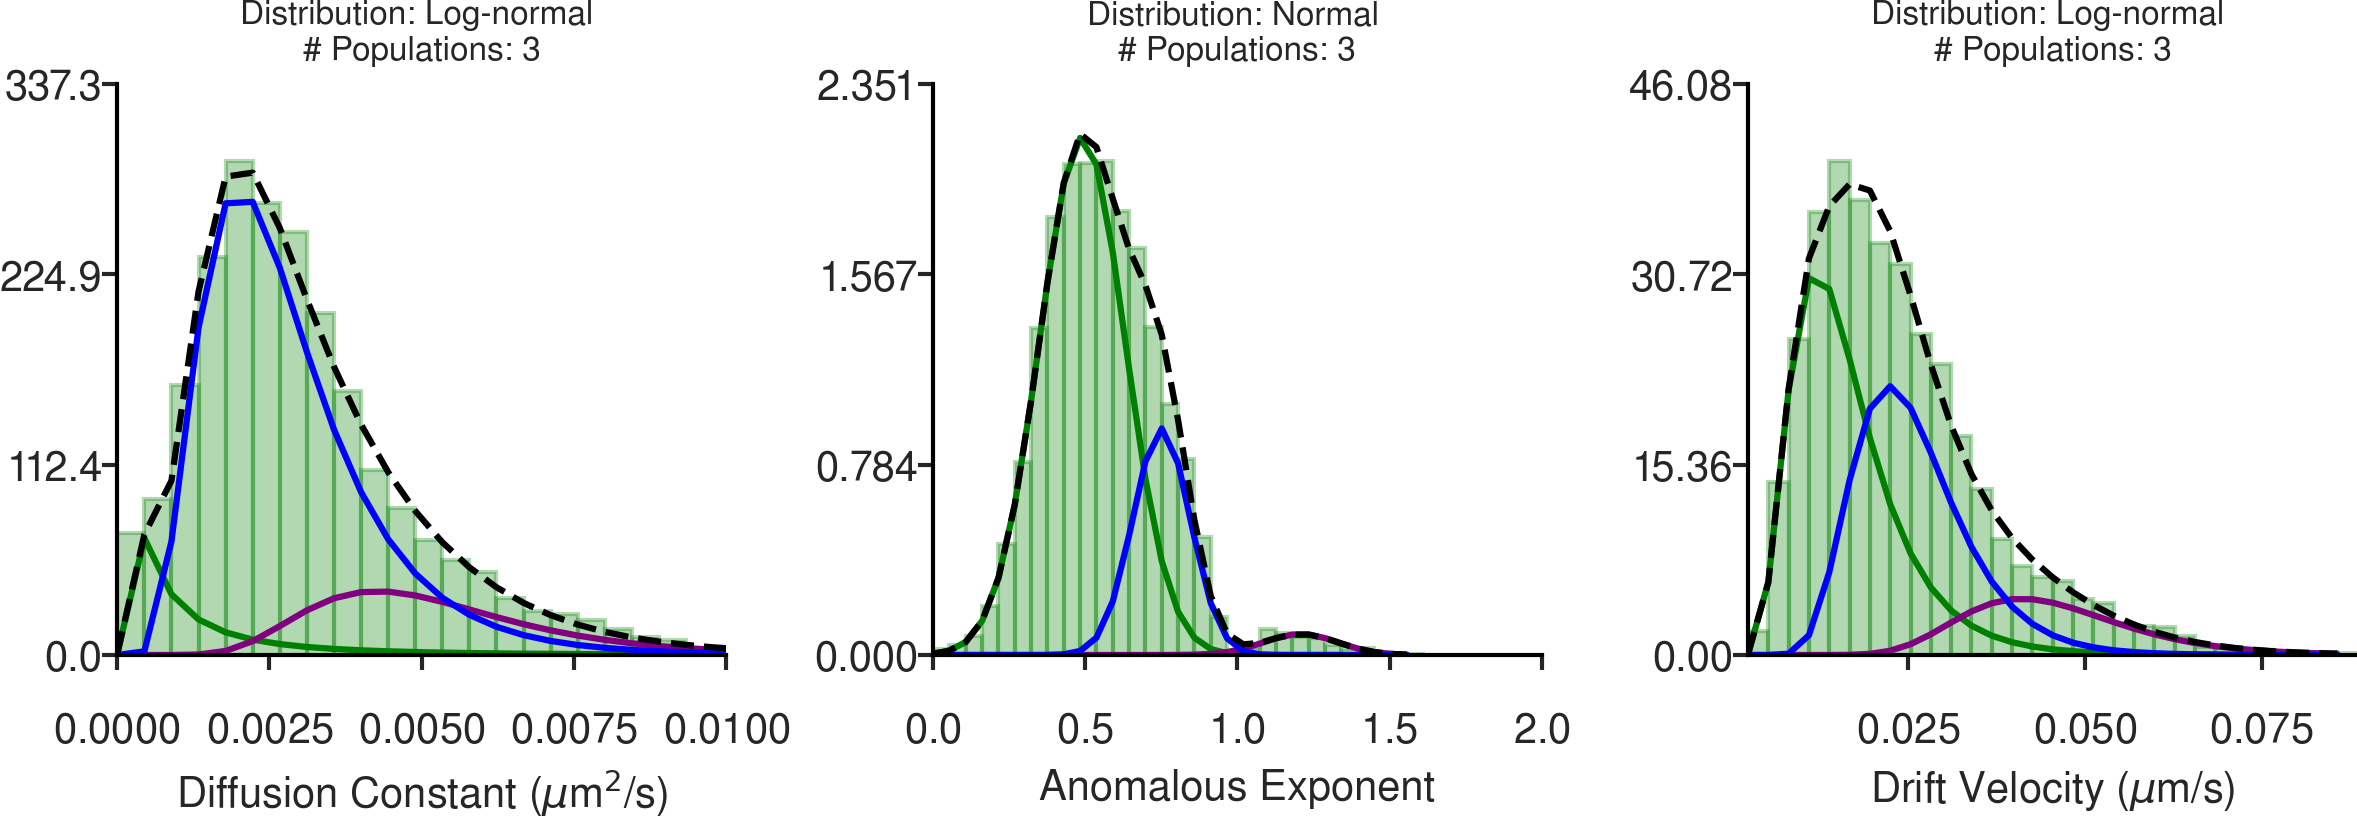 Distribution: Log-normal
# Populations: 3
337.3
224.9
112.4
0.0
0.0000 0.0025 0.0050 0.0075 0.0100
Diffusion Constant (μm²/s)
Distribution: Normal
# Populations: 3
2.351
1.567
0.784
0.000
0.0 0.5 1.0 1.5 2.0
Anomalous Exponent
Distribution: Log-normal
# Populations: 3
46.08
30.72
15.36
0.00
0.025 0.050 0.075
Drift Velocity (μm/s)